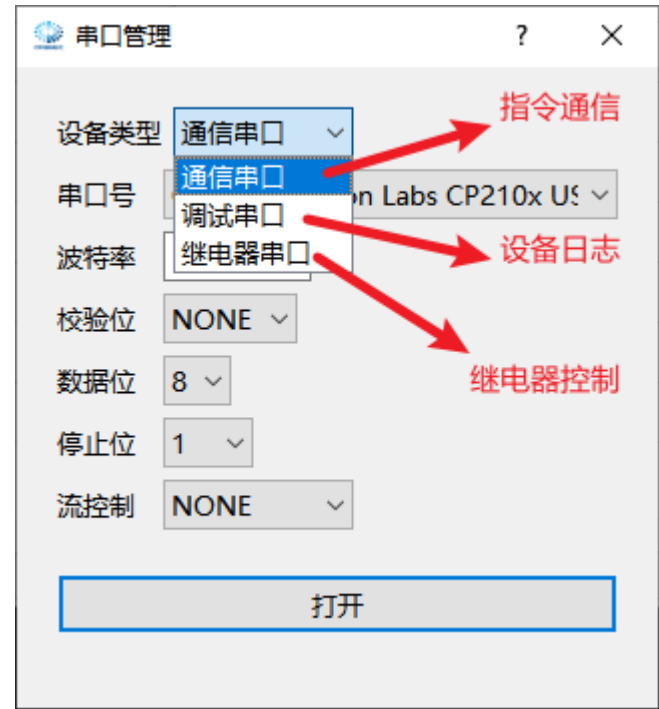 串口管理 ?
指令通信
设备类型 通信串口
通信串口
串口号 on Labs CP210x US
调试串口
设备日志
波特率 继电器串口
校验位 NONE
继电器控制
数据位 8
停止位 1
流控制 NONE
打开